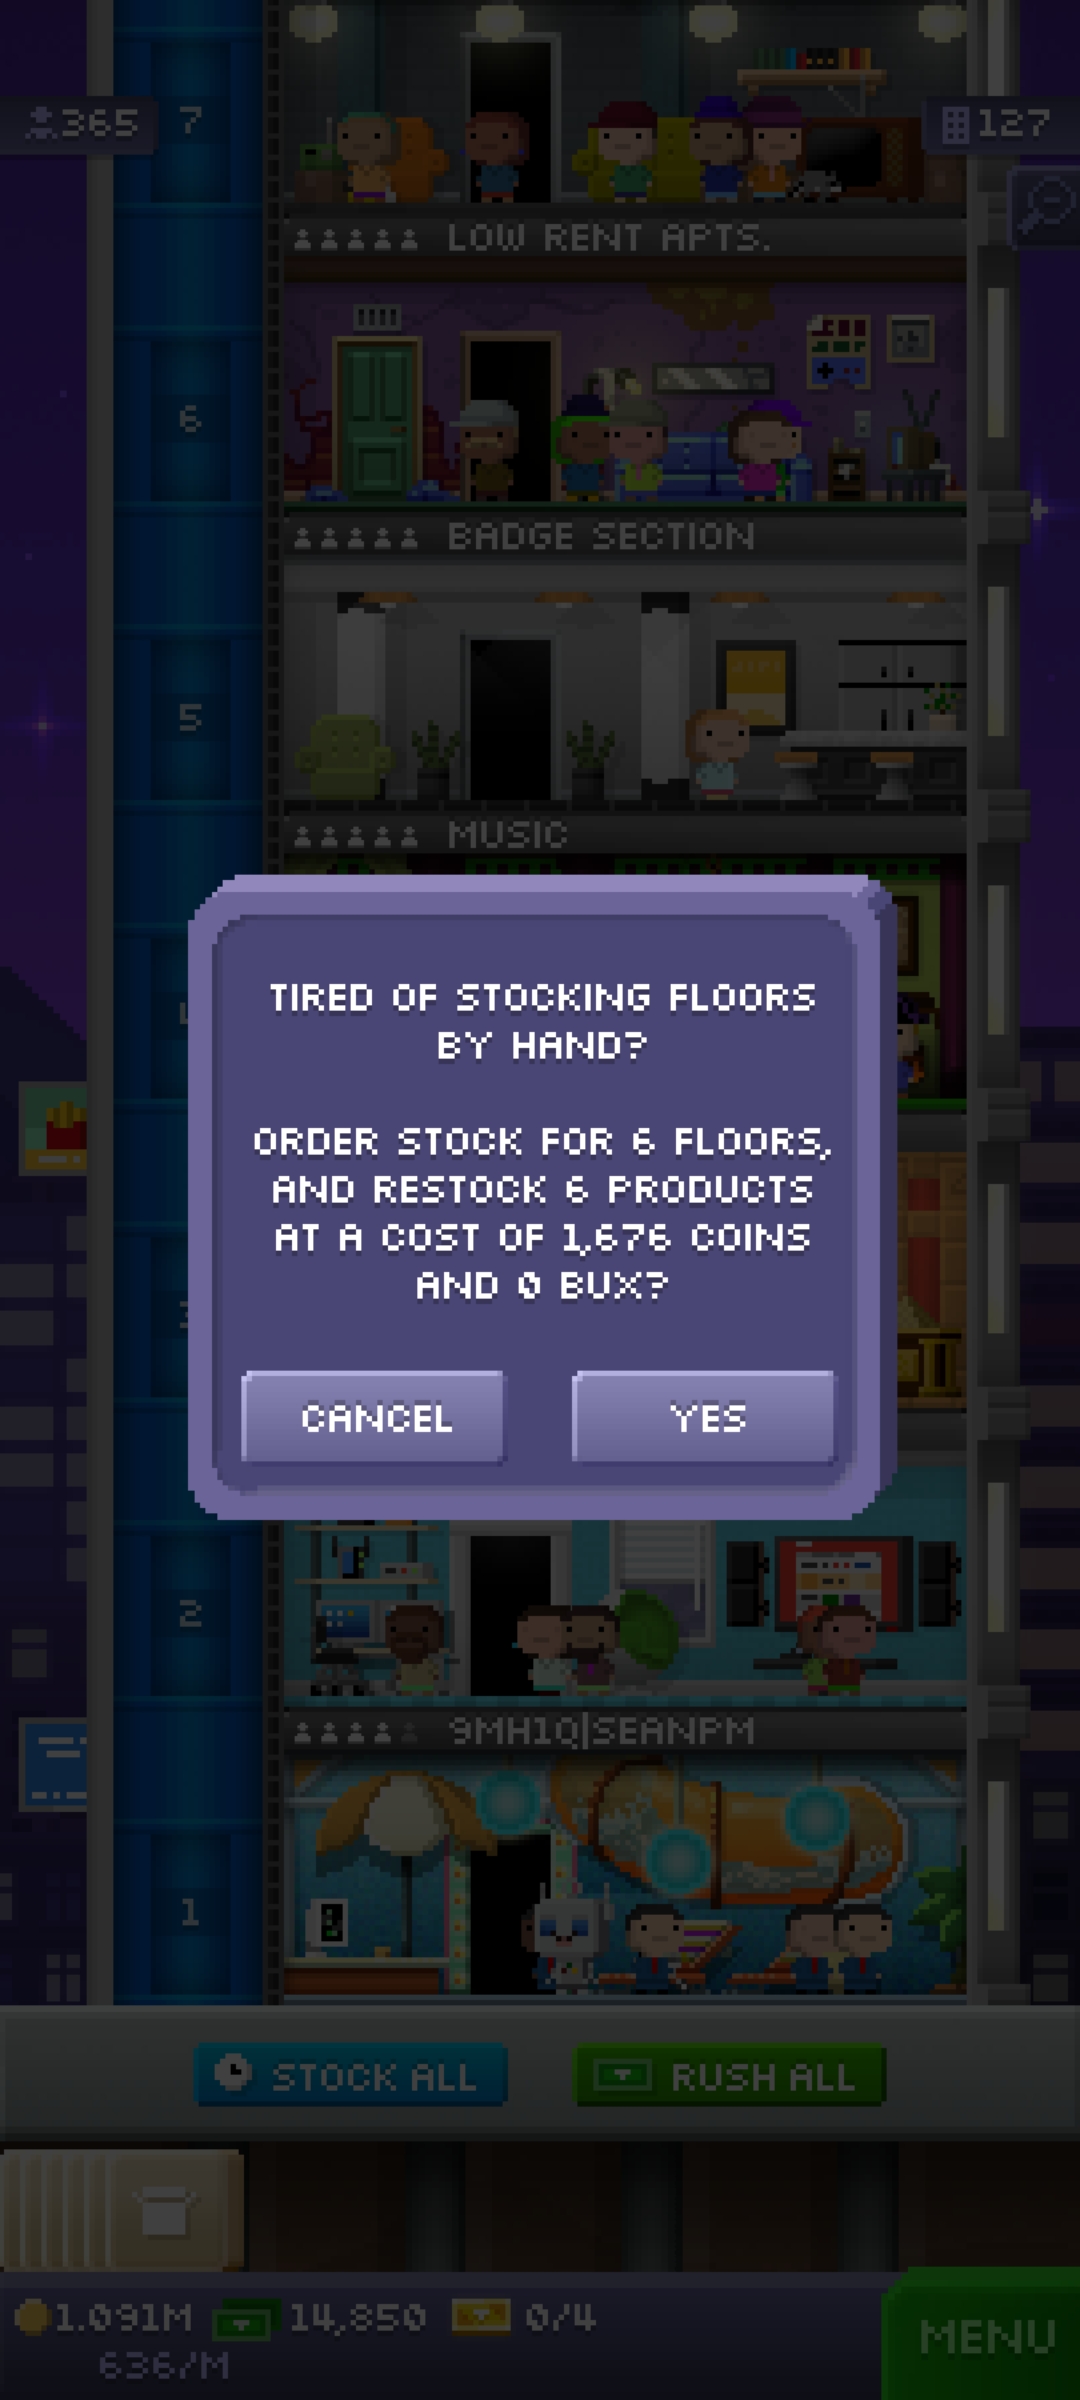 365
7
127
LOW RENT APTS.
6
BADGE SECTION
5
MUSIC
TIRED OF STOCKING FLOORS
BY HAND?
ORDER STOCK FOR 6 FLOORS,
AND RESTOCK 6 PRODUCTS
AT A COST OF 1,676 COINS
AND 0 BUX?
CANCEL
YES
2
9MH1Q|SEANPM
1
STOCK ALL
RUSH ALL
1.091M
14,850
0/4
636/M
MENU